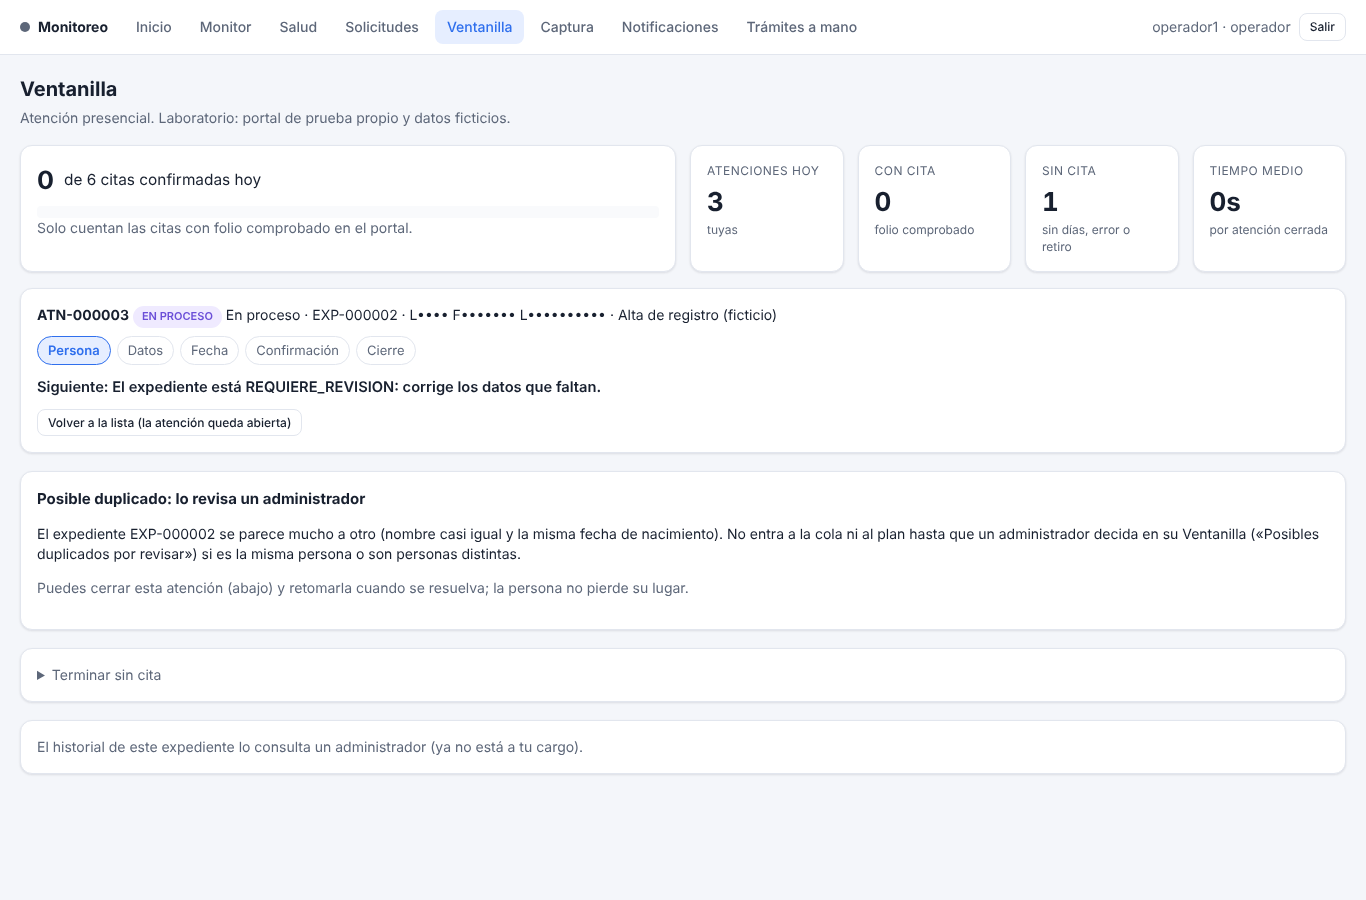 Monitoreo Inicio Monitor Salud Solicitudes Ventanilla Captura Notificaciones Trámites a mano operador1 · operador Salir
Ventanilla
Atención presencial. Laboratorio: portal de prueba propio y datos ficticios.
0 de 6 citas confirmadas hoy
Solo cuentan las citas con folio comprobado en el portal.
ATENCIONES HOY
3
tuyas
CON CITA
0
folio comprobado
SIN CITA
1
sin días, error o
retiro
TIEMPO MEDIO
0s
por atención cerrada
ATN-000003 EN PROCESO En proceso · EXP-000002 · L•••• F••••••• L•••••••••• · Alta de registro (ficticio)
Persona Datos Fecha Confirmación Cierre
Siguiente: El expediente está REQUIERE_REVISION: corrige los datos que faltan.
Volver a la lista (la atención queda abierta)
Posible duplicado: lo revisa un administrador
El expediente EXP-000002 se parece mucho a otro (nombre casi igual y la misma fecha de nacimiento). No entra a la cola ni al plan hasta que un administrador decida en su Ventanilla («Posibles
duplicados por revisar») si es la misma persona o son personas distintas.
Puedes cerrar esta atención (abajo) y retomarla cuando se resuelva; la persona no pierde su lugar.
Terminar sin cita
El historial de este expediente lo consulta un administrador (ya no está a tu cargo).